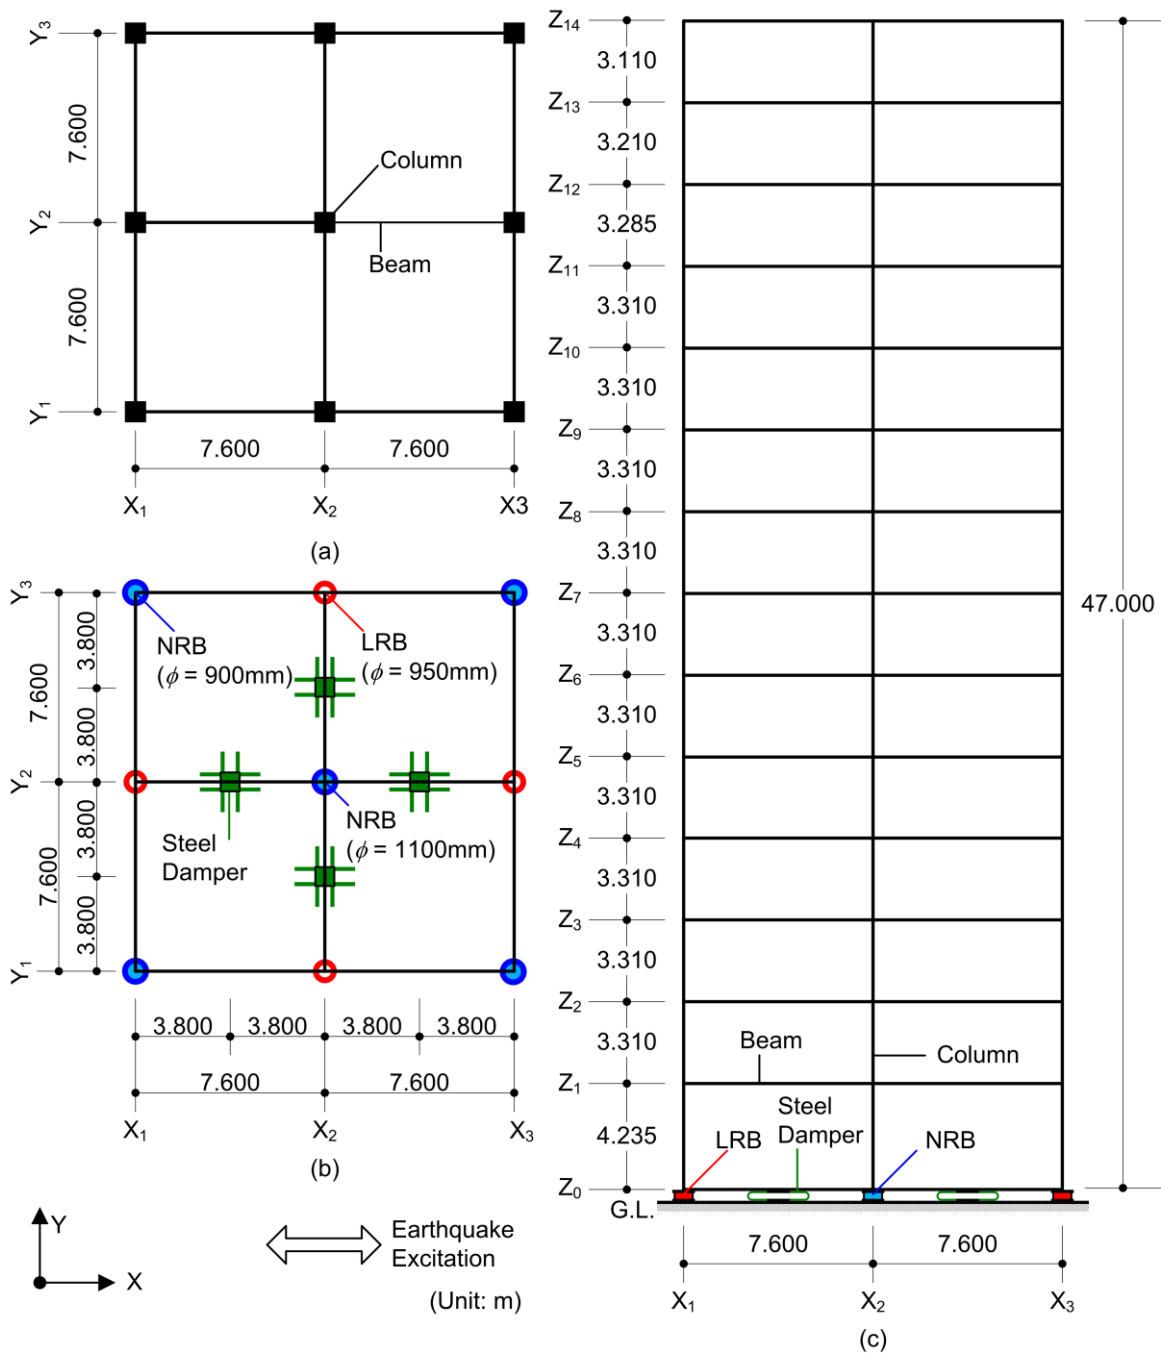 Y₃
7.600
Y₂
7.600
Y₁
Column
Beam
7.600
7.600
X₁
X₂
X3
(a)
Y₃
3.800
7.600
3.800
Y₂
3.800
7.600
3.800
Y₁
NRB
(ϕ = 900mm)
LRB
(ϕ = 950mm)
Steel
Damper
NRB
(ϕ = 1100mm)
3.800
3.800
3.800
3.800
7.600
7.600
X₁
X₂
X₃
(b)
Y
X
Earthquake
Excitation
(Unit: m)
Z₁₄
3.110
Z₁₃
3.210
Z₁₂
3.285
Z₁₁
3.310
Z₁₀
3.310
Z₉
3.310
Z₈
3.310
Z₇
3.310
Z₆
3.310
Z₅
3.310
Z₄
3.310
Z₃
3.310
Z₂
3.310
Z₁
4.235
Z₀
G.L.
47.000
Beam
Column
Steel
Damper
LRB
NRB
7.600
7.600
X₁
X₂
X₃
(c)